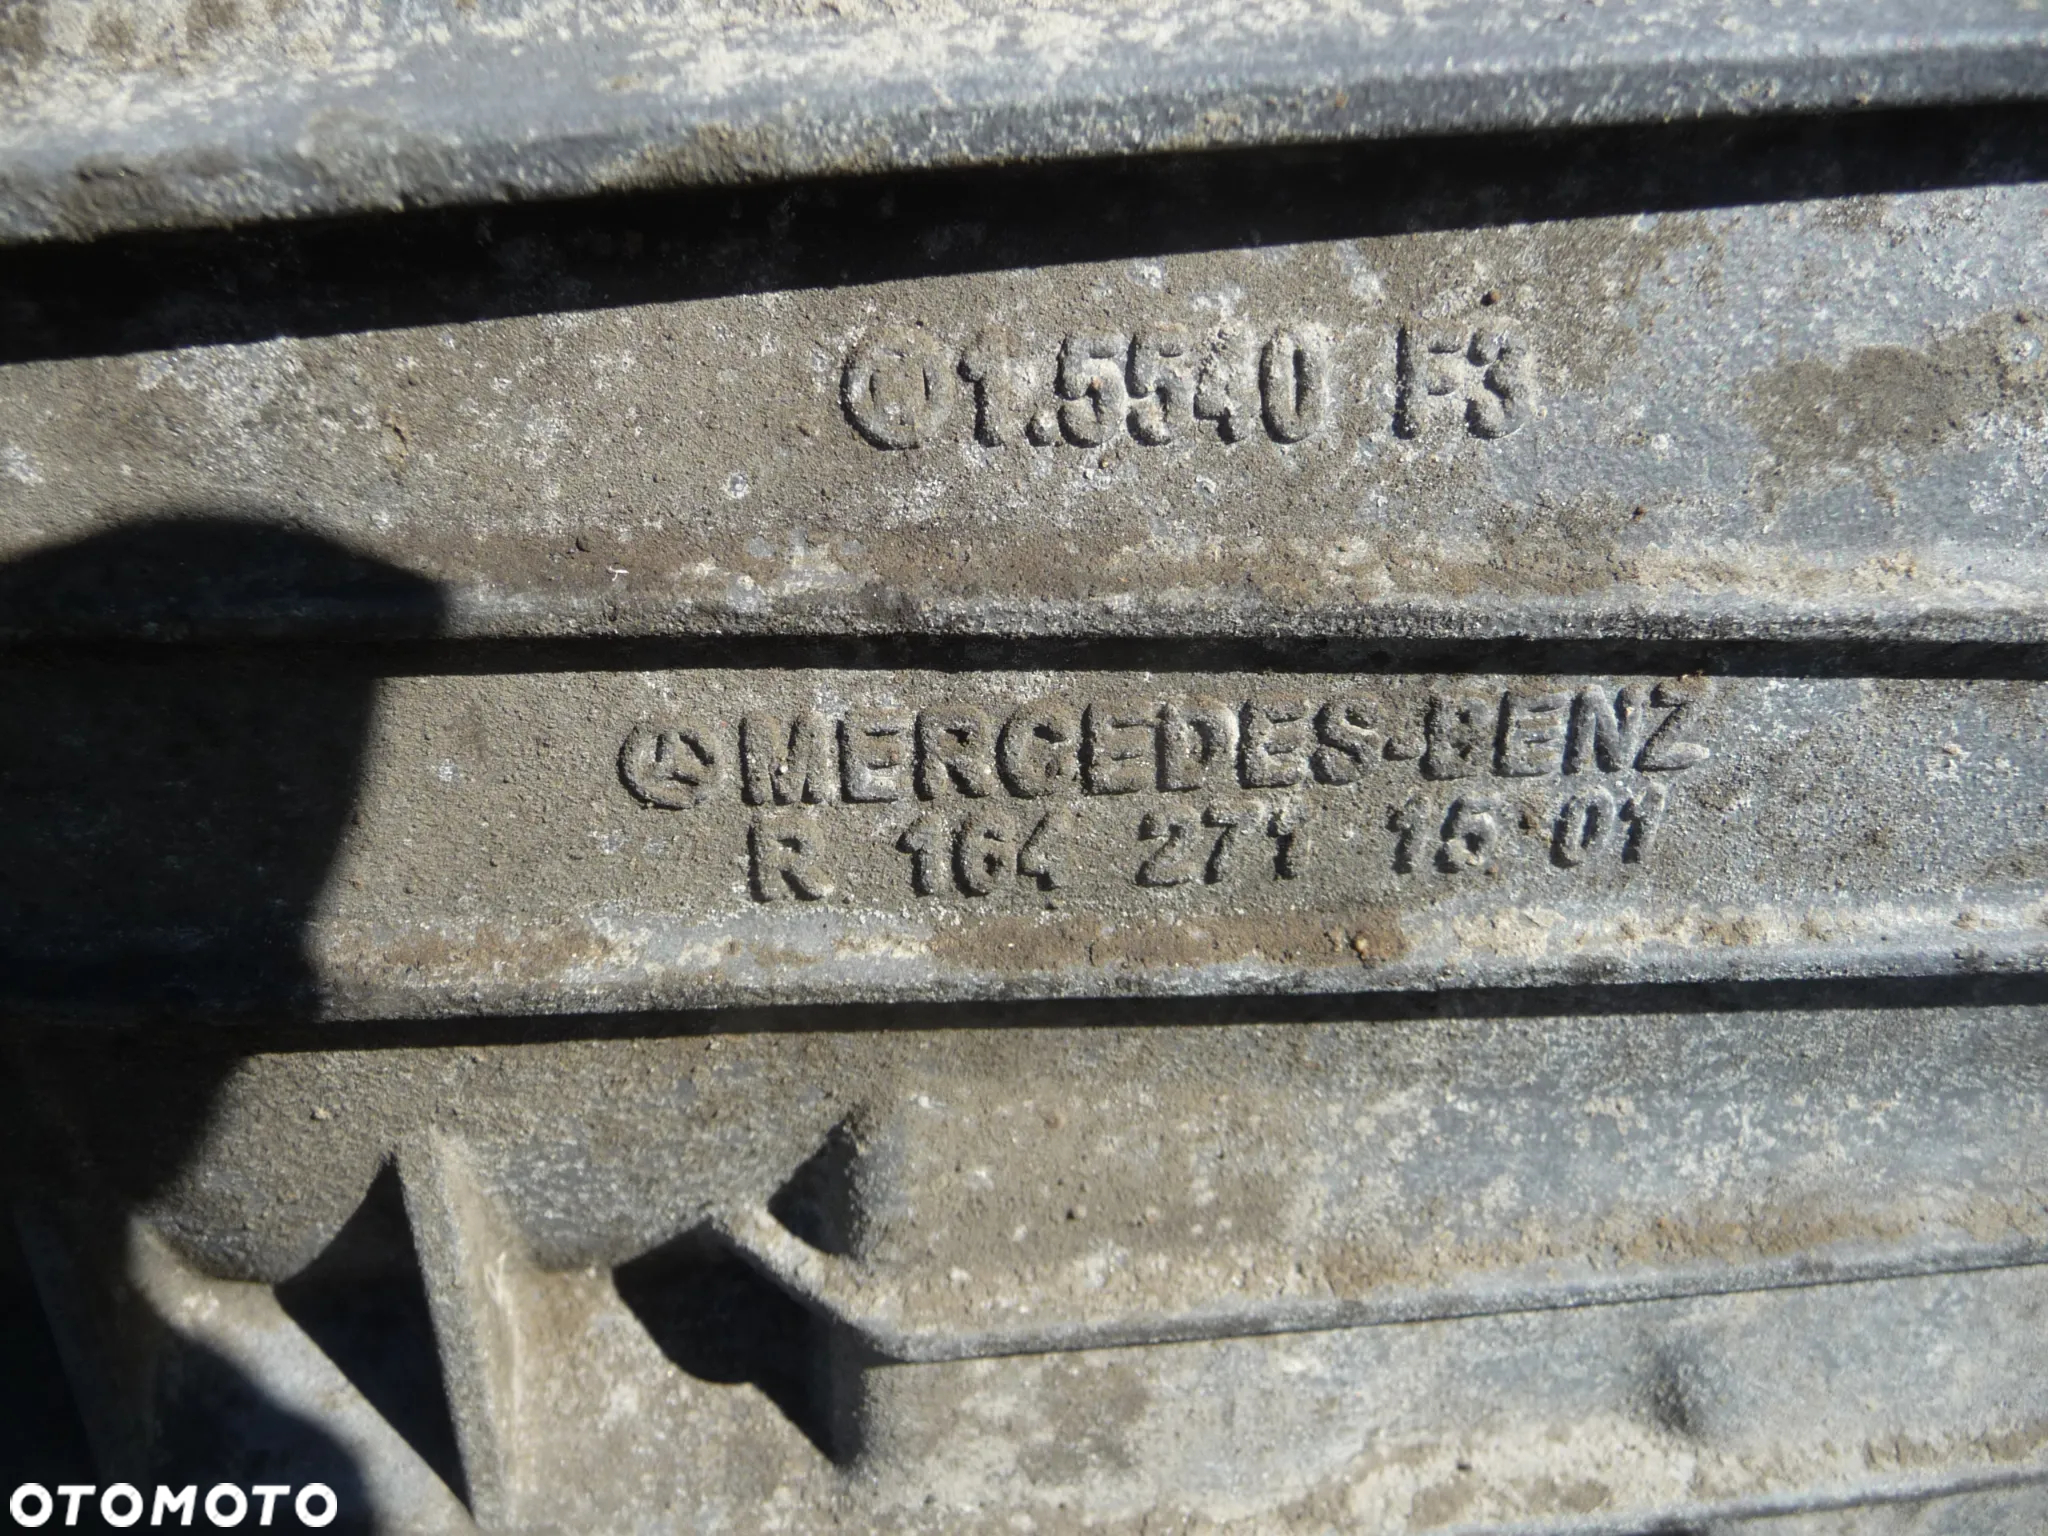 1.5540 F3
MERCEDES-BENZ
R 164 271 15 01
OTOMOTO